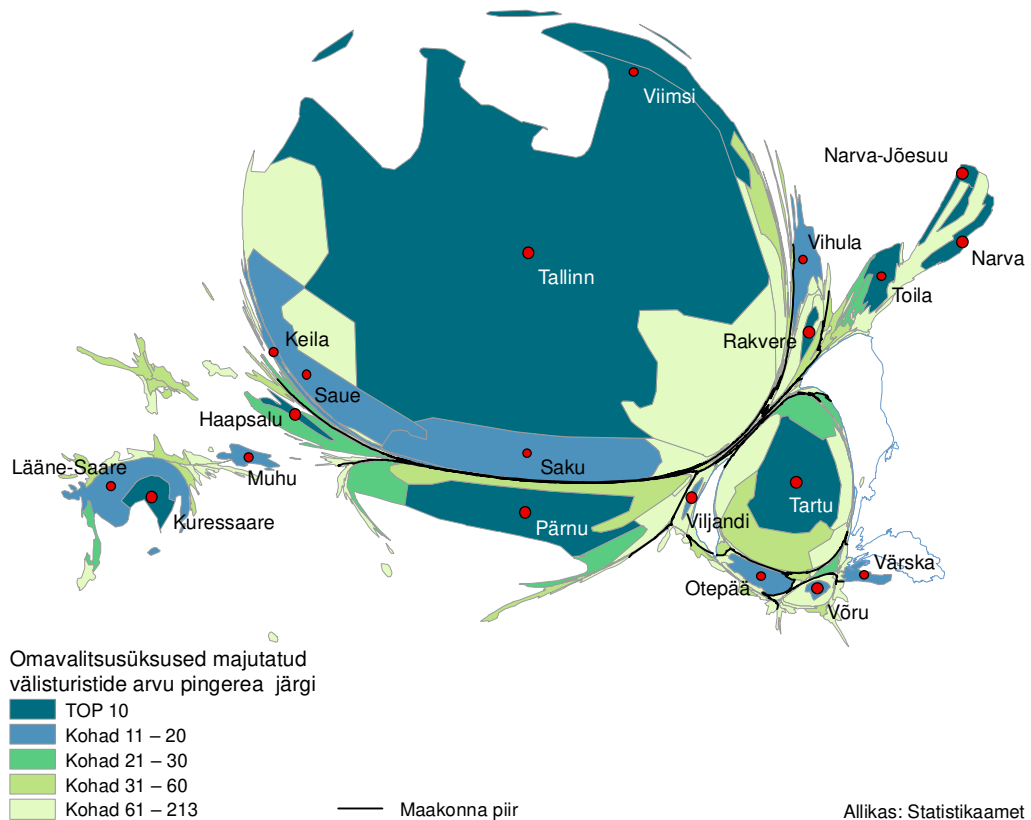 Viimsi
Narva-Jõesuu
Tallinn
Vihula
Narva
Toila
Rakvere
Keila
Saue
Haapsalu
Saku
Lääne-Saare
Muhu
Kuressaare
Pärnu
Viljandi
Tartu
Värska
Otepää
Võru
Omavalitsusüksused majutatud
välisturistide arvu pingerea järgi
TOP 10
Kohad 11 – 20
Kohad 21 – 30
Kohad 31 – 60
Kohad 61 – 213
Maakonna piir
Allikas: Statistikaamet